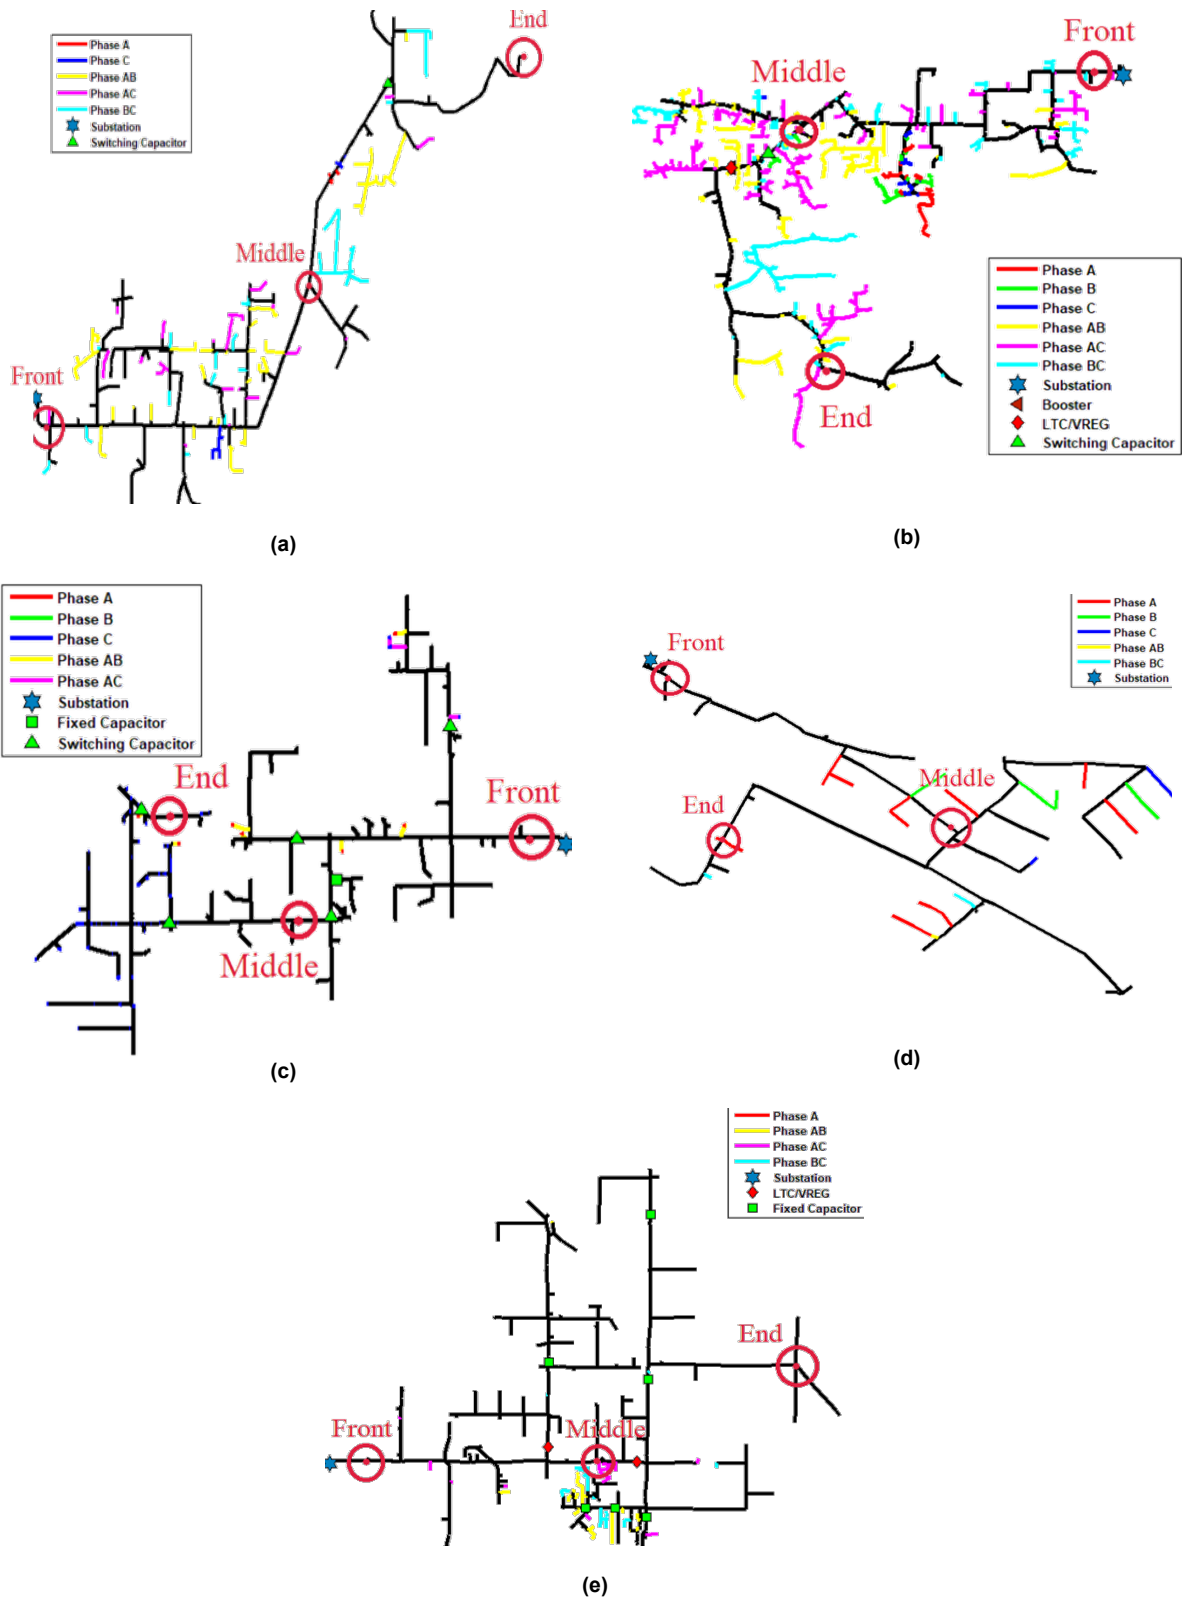 End
Phase A
Phase C
Phase AB
Phase AC
Phase BC
Substation
Switching Capacitor
Middle
Front
(a)
Front
Middle
End
Phase A
Phase B
Phase C
Phase AB
Phase AC
Phase BC
Substation
Booster
LTC/VREG
Switching Capacitor
(b)
Phase A
Phase B
Phase C
Phase AB
Phase AC
Substation
Fixed Capacitor
Switching Capacitor
End
Front
Middle
(c)
Phase A
Phase B
Phase C
Phase AB
Phase BC
Substation
Front
Middle
End
(d)
Phase A
Phase AB
Phase AC
Phase BC
Substation
LTC/VREG
Fixed Capacitor
End
Front
Middle
(e)